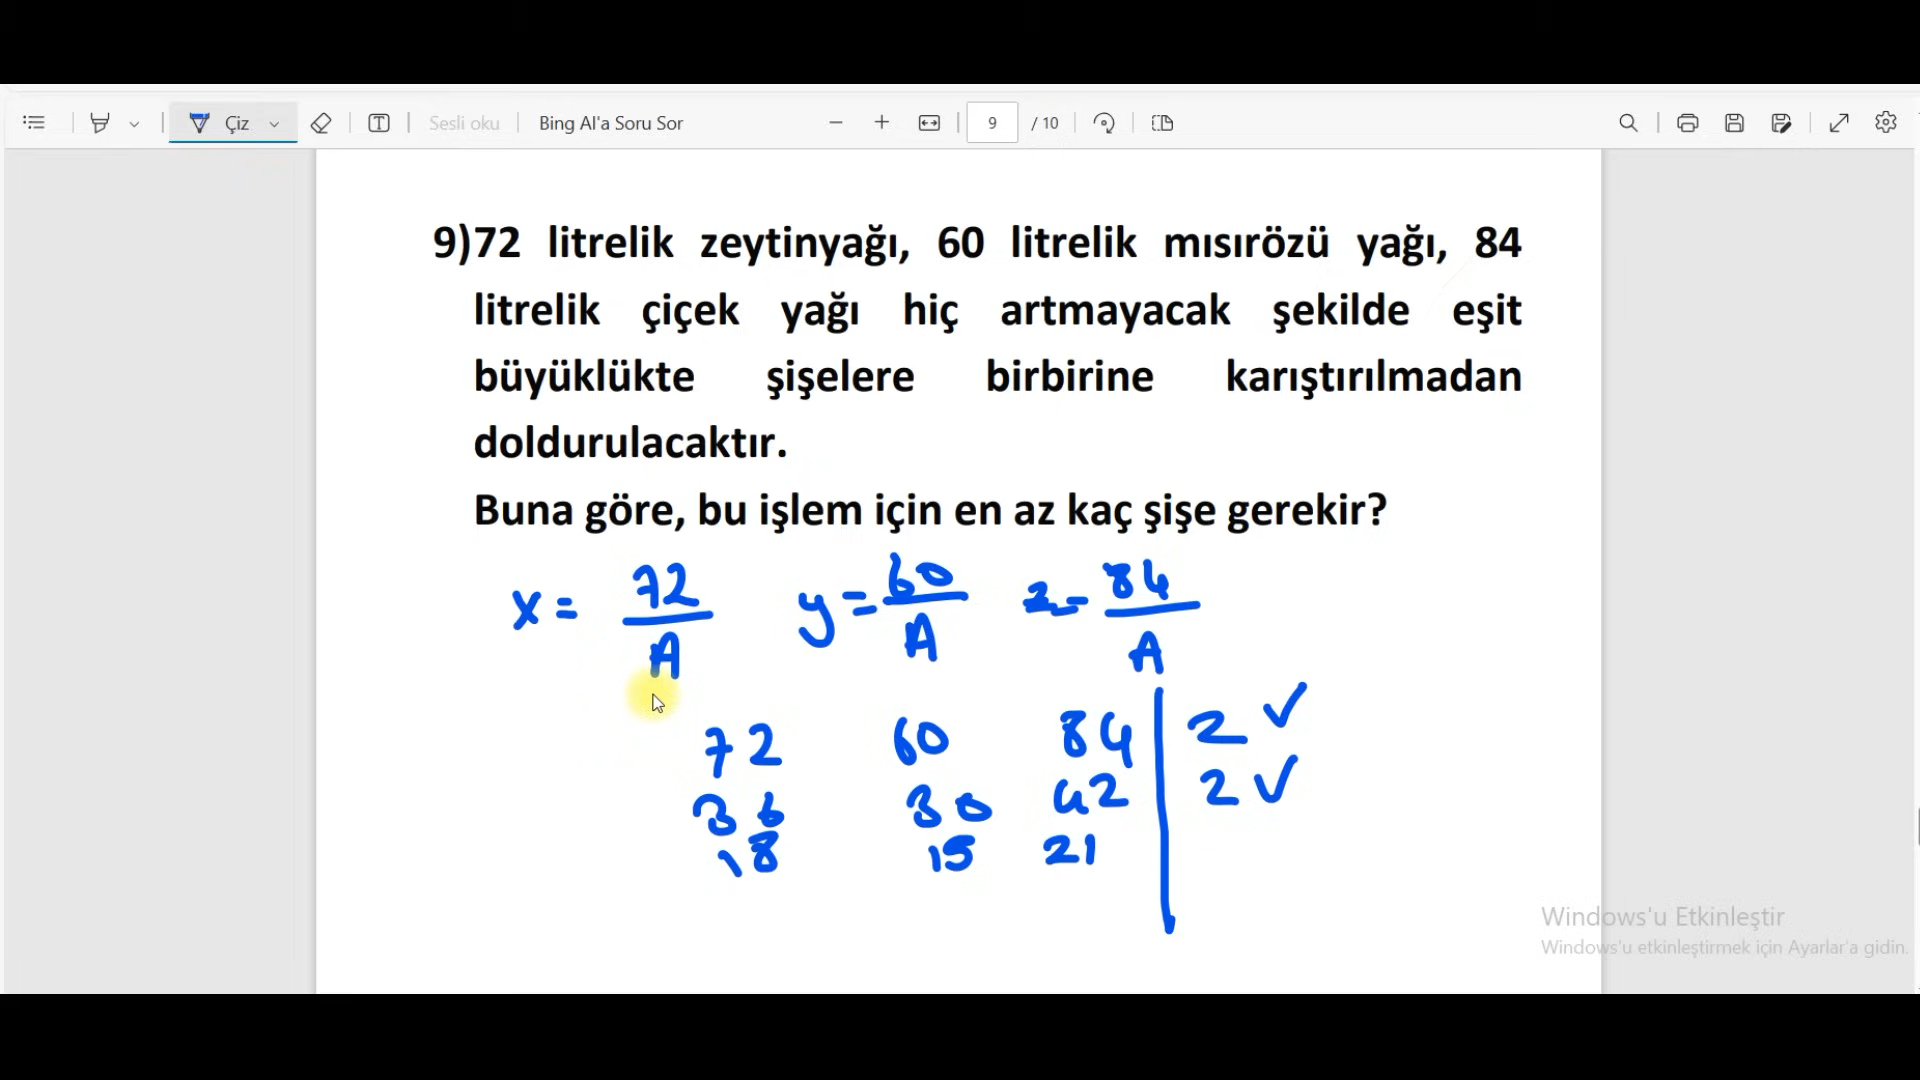 Çiz
Sesli oku
Bing AI'a Soru Sor
9 / 10
9)72 litrelik zeytinyağı, 60 litrelik mısırözü yağı, 84
litrelik çiçek yağı hiç artmayacak şekilde eşit
büyüklükte şişelere birbirine karıştırılmadan
doldurulacaktır.
Buna göre, bu işlem için en az kaç şişe gerekir?
x = 72/A y = 60/A z = 84/A
72 60 84 | 2 ✓
36 30 42 | 2 ✓
18 15 21
Windows'u Etkinleştir
Windows'u etkinleştirmek için Ayarlar'a gidin.